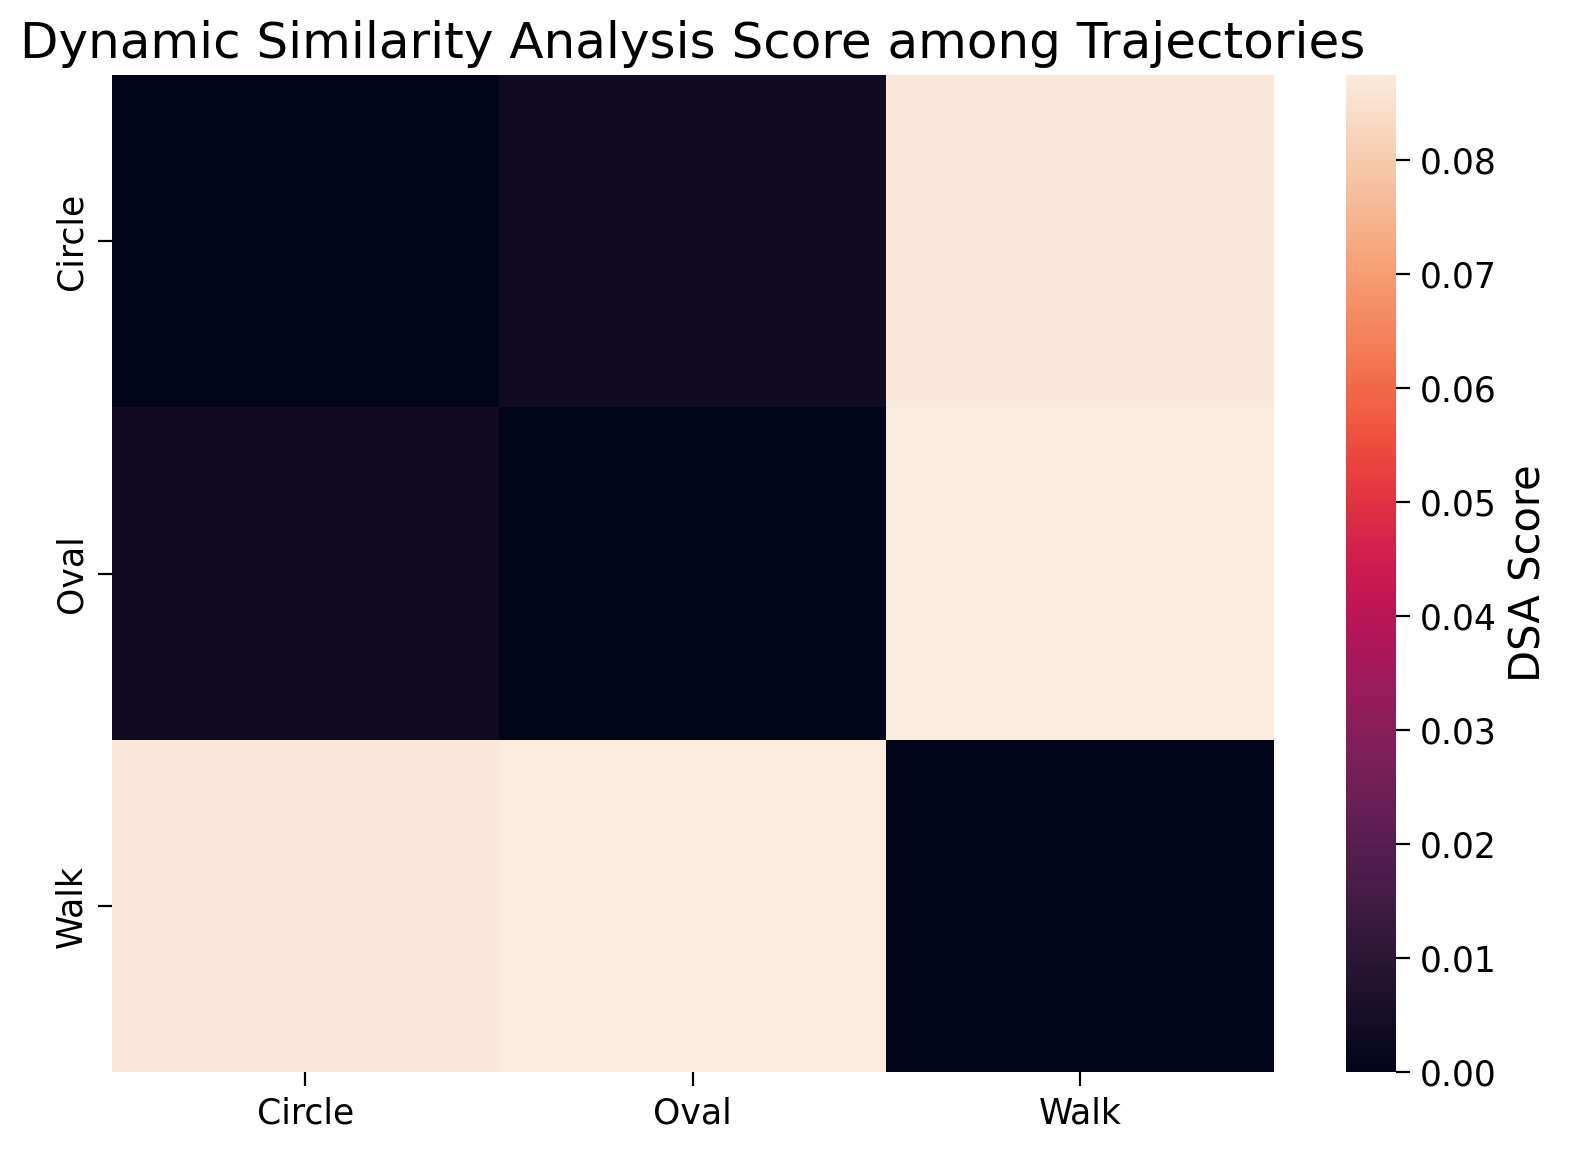 Dynamic Similarity Analysis Score among Trajectories
Circle
Oval
Walk
Circle
Oval
Walk
0.08
0.07
0.06
0.05
0.04
0.03
0.02
0.01
0.00
DSA Score